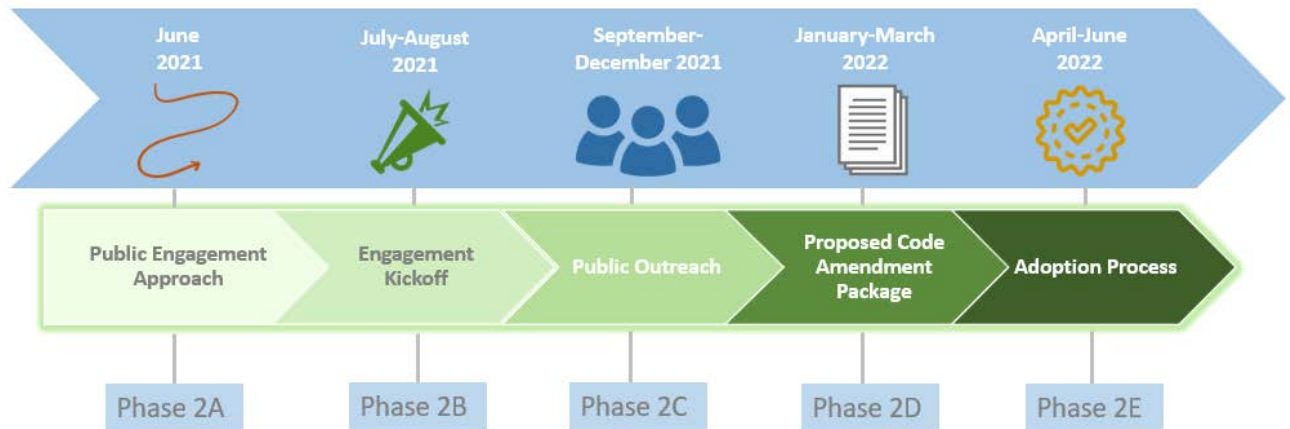 June
2021
July-August
2021
September-
December 2021
January-March
2022
April-June
2022
Public Engagement
Approach
Engagement
Kickoff
Public Outreach
Proposed Code
Amendment
Package
Adoption Process
Phase 2A
Phase 2B
Phase 2C
Phase 2D
Phase 2E